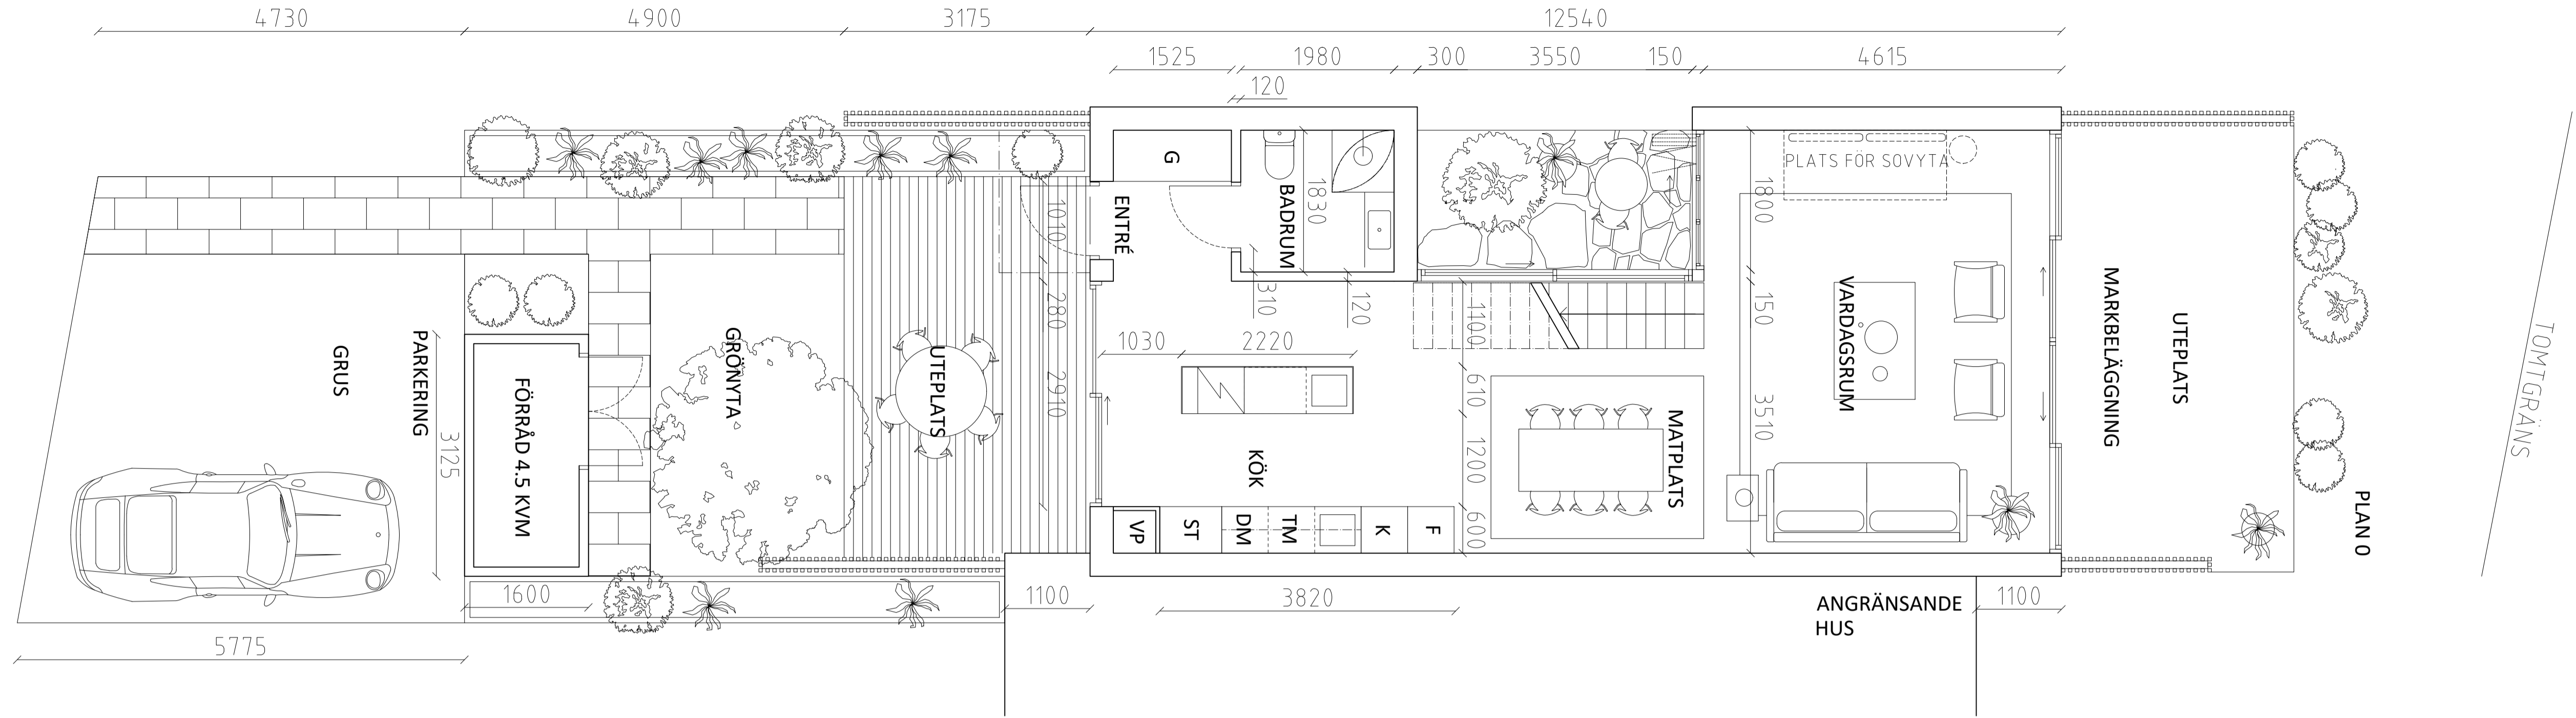 4730
4900
3175
12540
1525
1980
300
3550
150
4615
120
G
ENTRÉ
BADRUM
1830
310
120
PLATS FÖR SOVYTA
1800
150
3510
VARDAGSRUM
1010
280
2910
1030
2220
1100
610
1200
600
KÖK
MATPLATS
VP
ST
DM
TM
K
F
GRUS
PARKERING
3125
FÖRRÅD 4.5 KVM
GRÖNYTA
UTEPLATS
MARKBELÄGGNING
UTEPLATS
PLAN 0
TOMTGRÄNS
1600
1100
3820
ANGRÄNSANDE
HUS
1100
5775